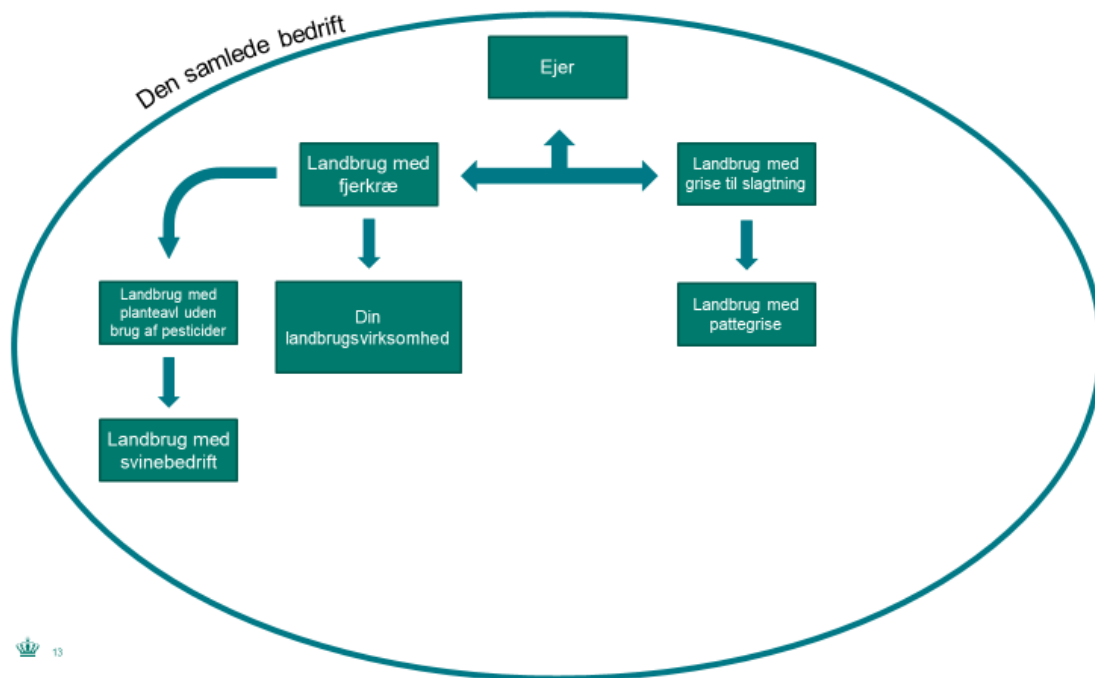 Den samlede bedrift
Ejer
Landbrug med
fjerkræ
Landbrug med
grise til slagtning
Landbrug med
planteavl uden
brug af pesticider
Din
landbrugsvirksomhed
Landbrug med
pattegrise
Landbrug med
svinebedrift
13